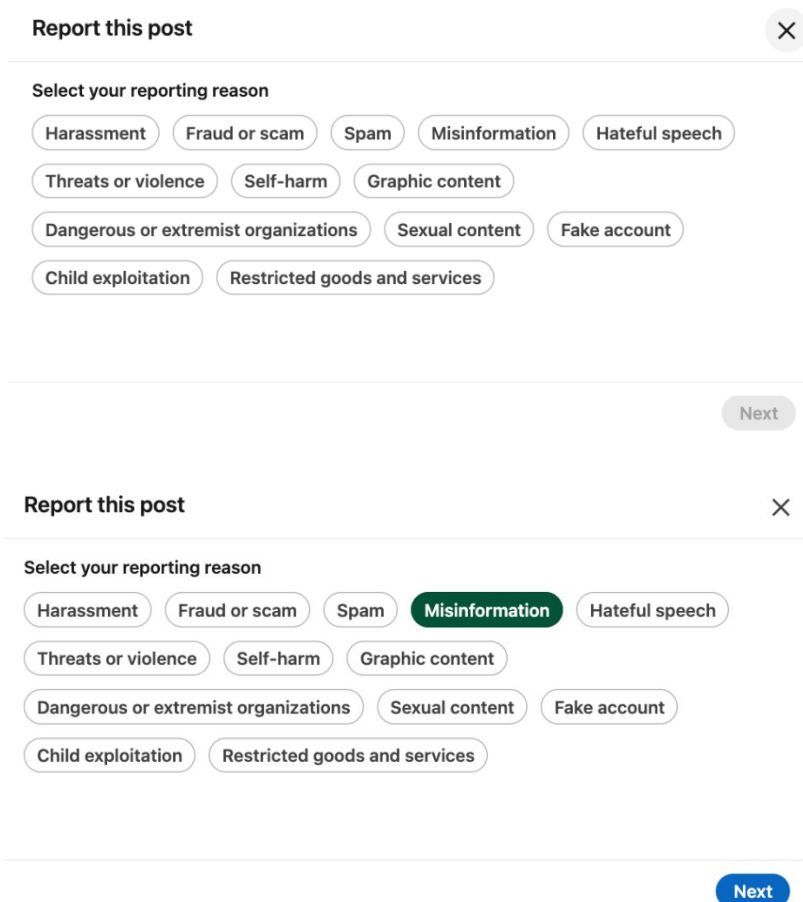 Report this post
Select your reporting reason
Harassment Fraud or scam Spam Misinformation Hateful speech
Threats or violence Self-harm Graphic content
Dangerous or extremist organizations Sexual content Fake account
Child exploitation Restricted goods and services
Next
Report this post
Select your reporting reason
Harassment Fraud or scam Spam Misinformation Hateful speech
Threats or violence Self-harm Graphic content
Dangerous or extremist organizations Sexual content Fake account
Child exploitation Restricted goods and services
Next